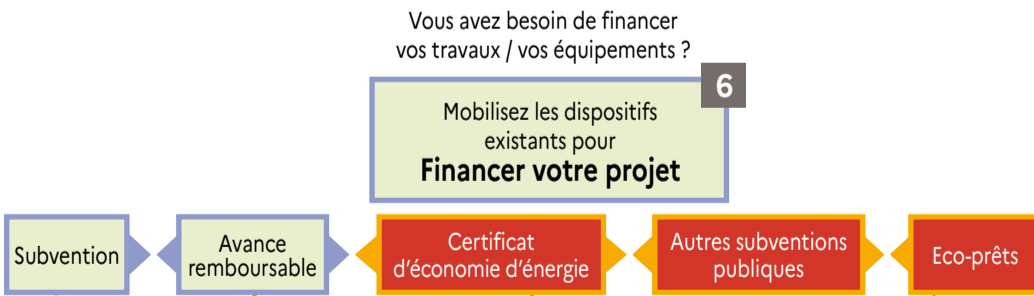 Vous avez besoin de financer
vos travaux / vos équipements ?
6
Mobilisez les dispositifs
existants pour
Financer votre projet
Subvention
Avance
remboursable
Certificat
d'économie d'énergie
Autres subventions
publiques
Eco-prêts